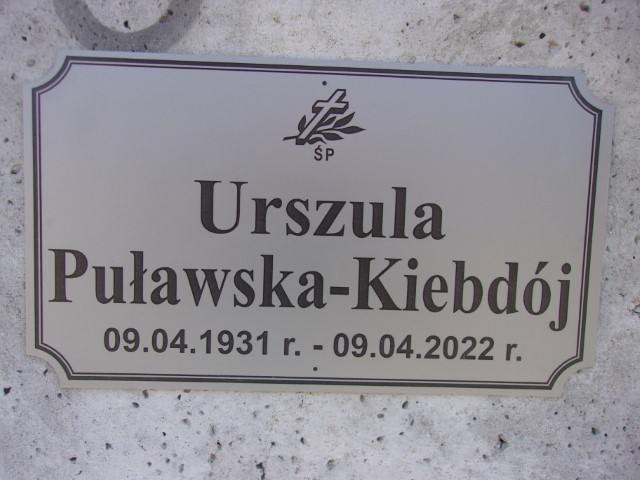 ŚP
Urszula
Puławska-Kiebdój
09.04.1931 r. - 09.04.2022 r.